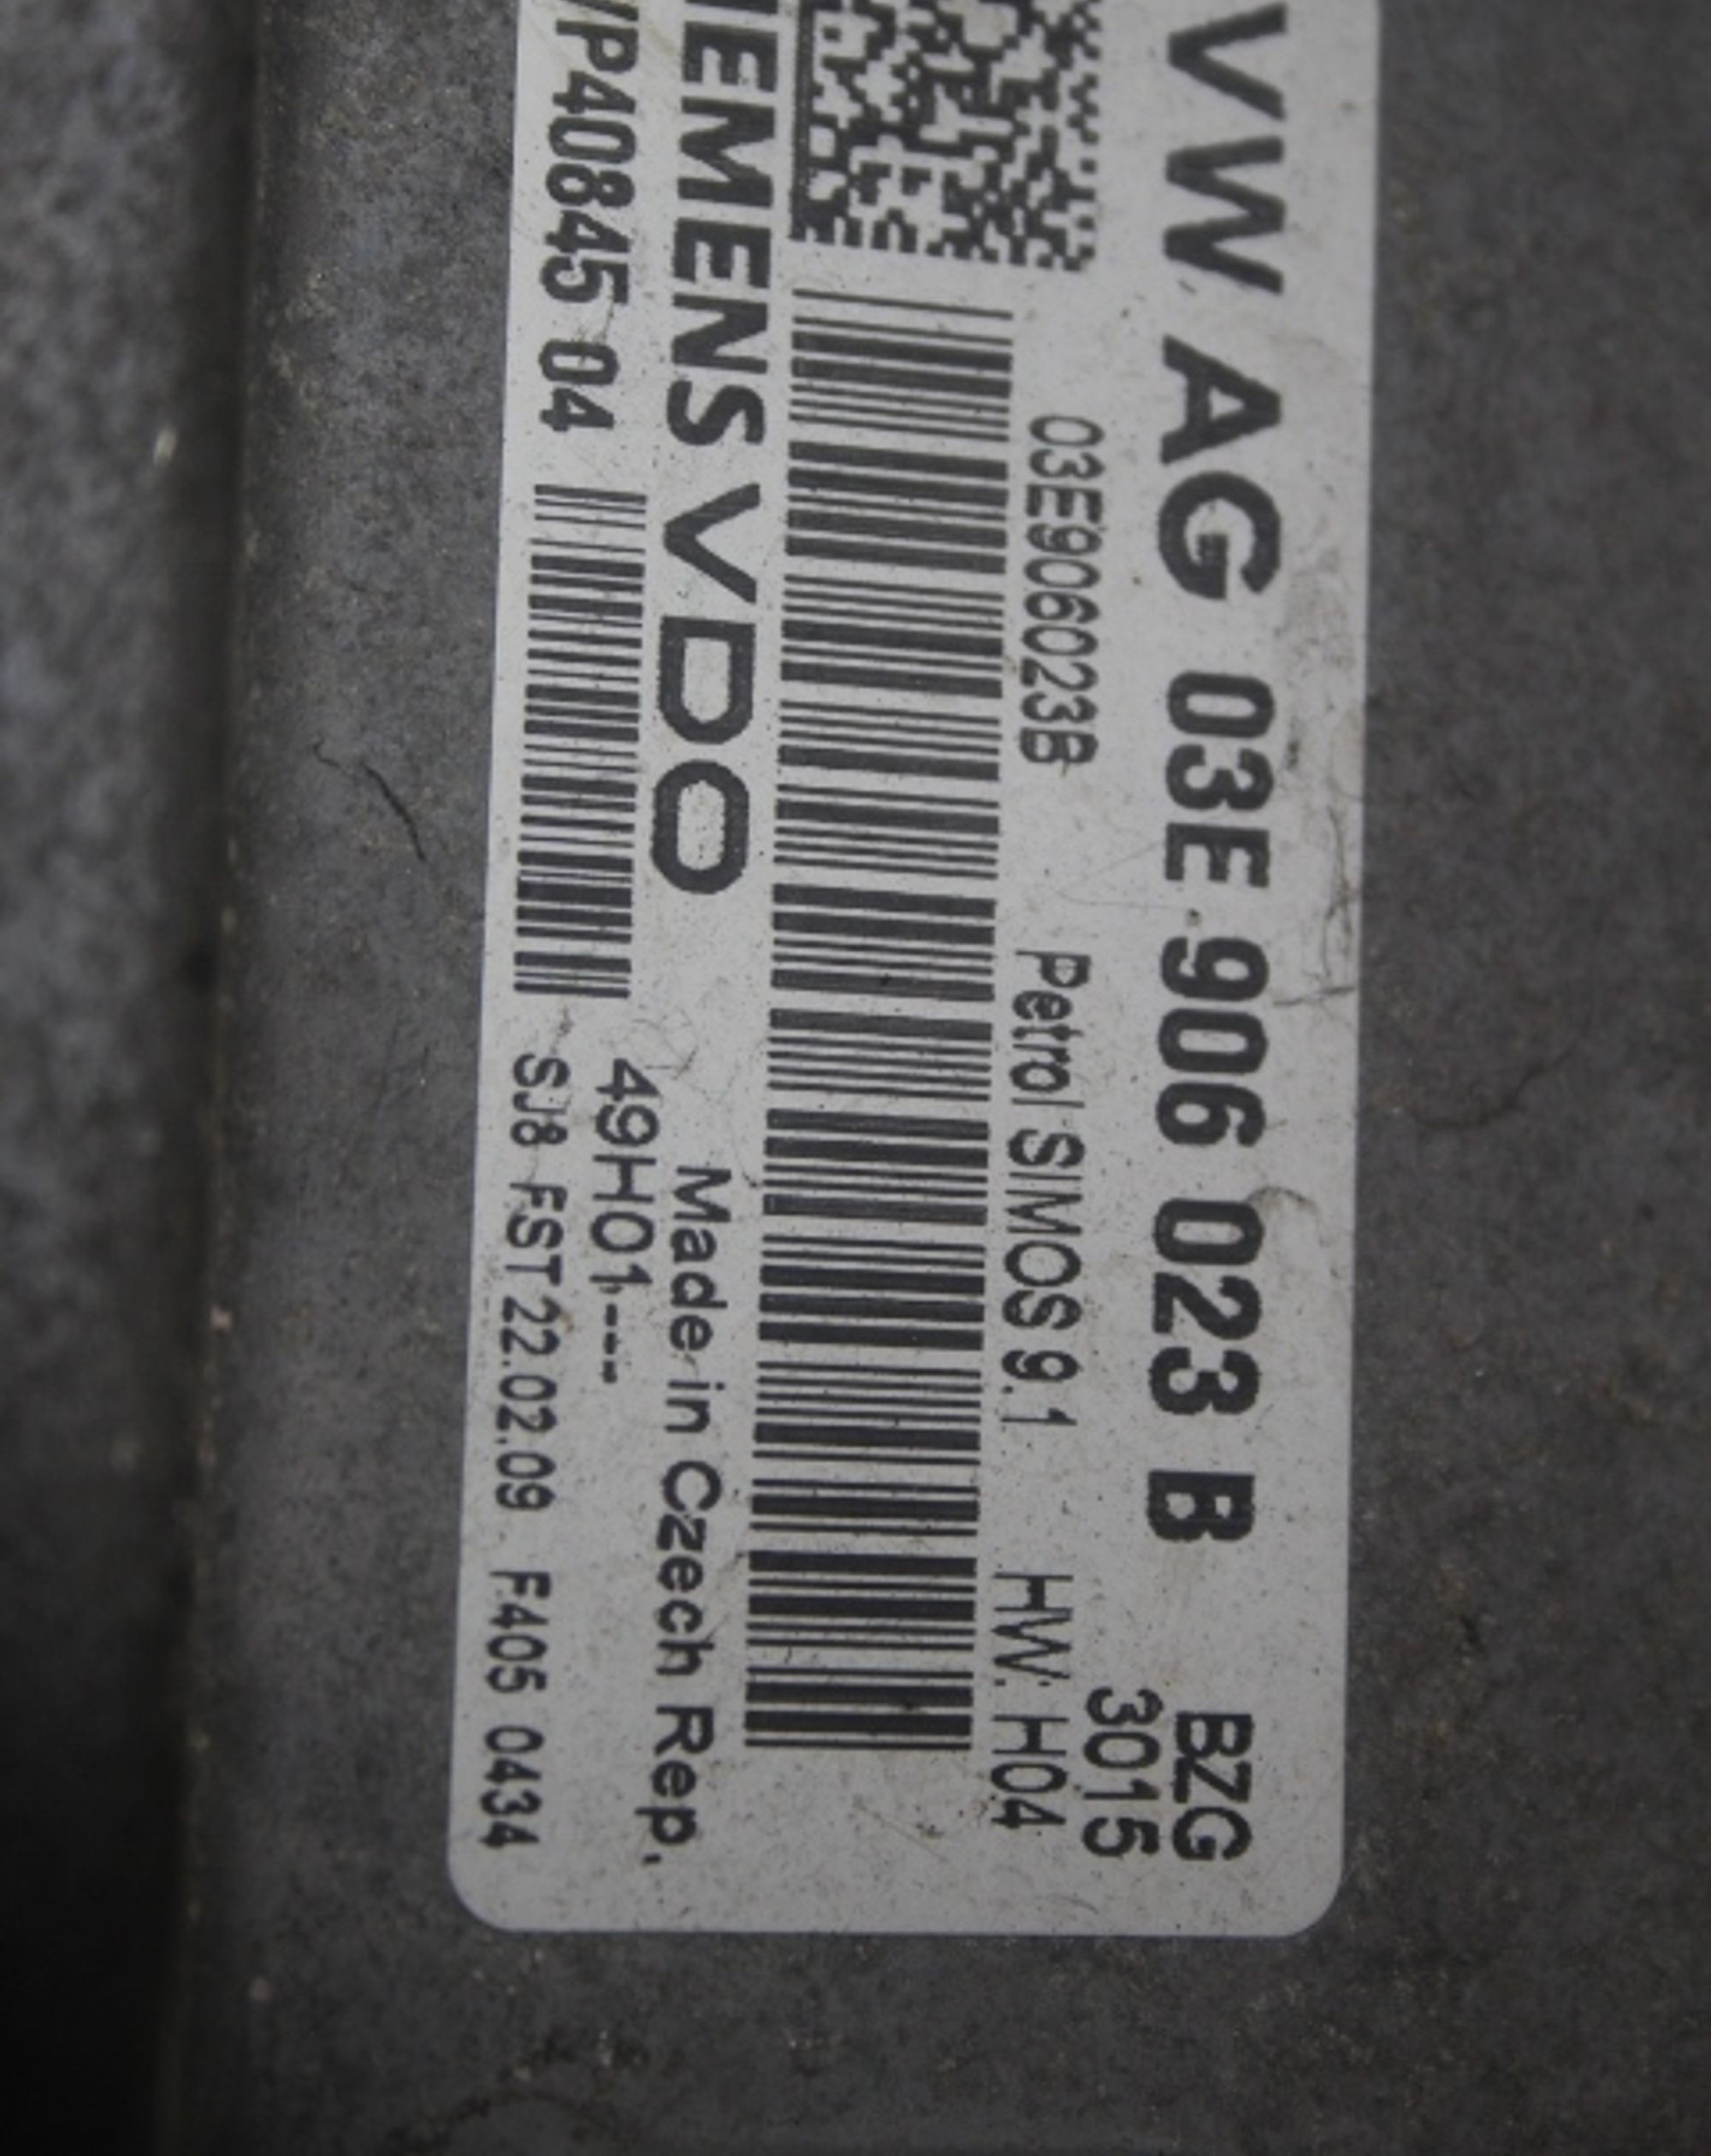 VW AG 03E 906 023 B BZG
3015
03E906023B Petrol SIMOS 9.1 HW: H04
IEMENS VDO Made in Czech Rep.
49H01---
/P40845 04 SJ8 FST 22.02.09 F405 0434